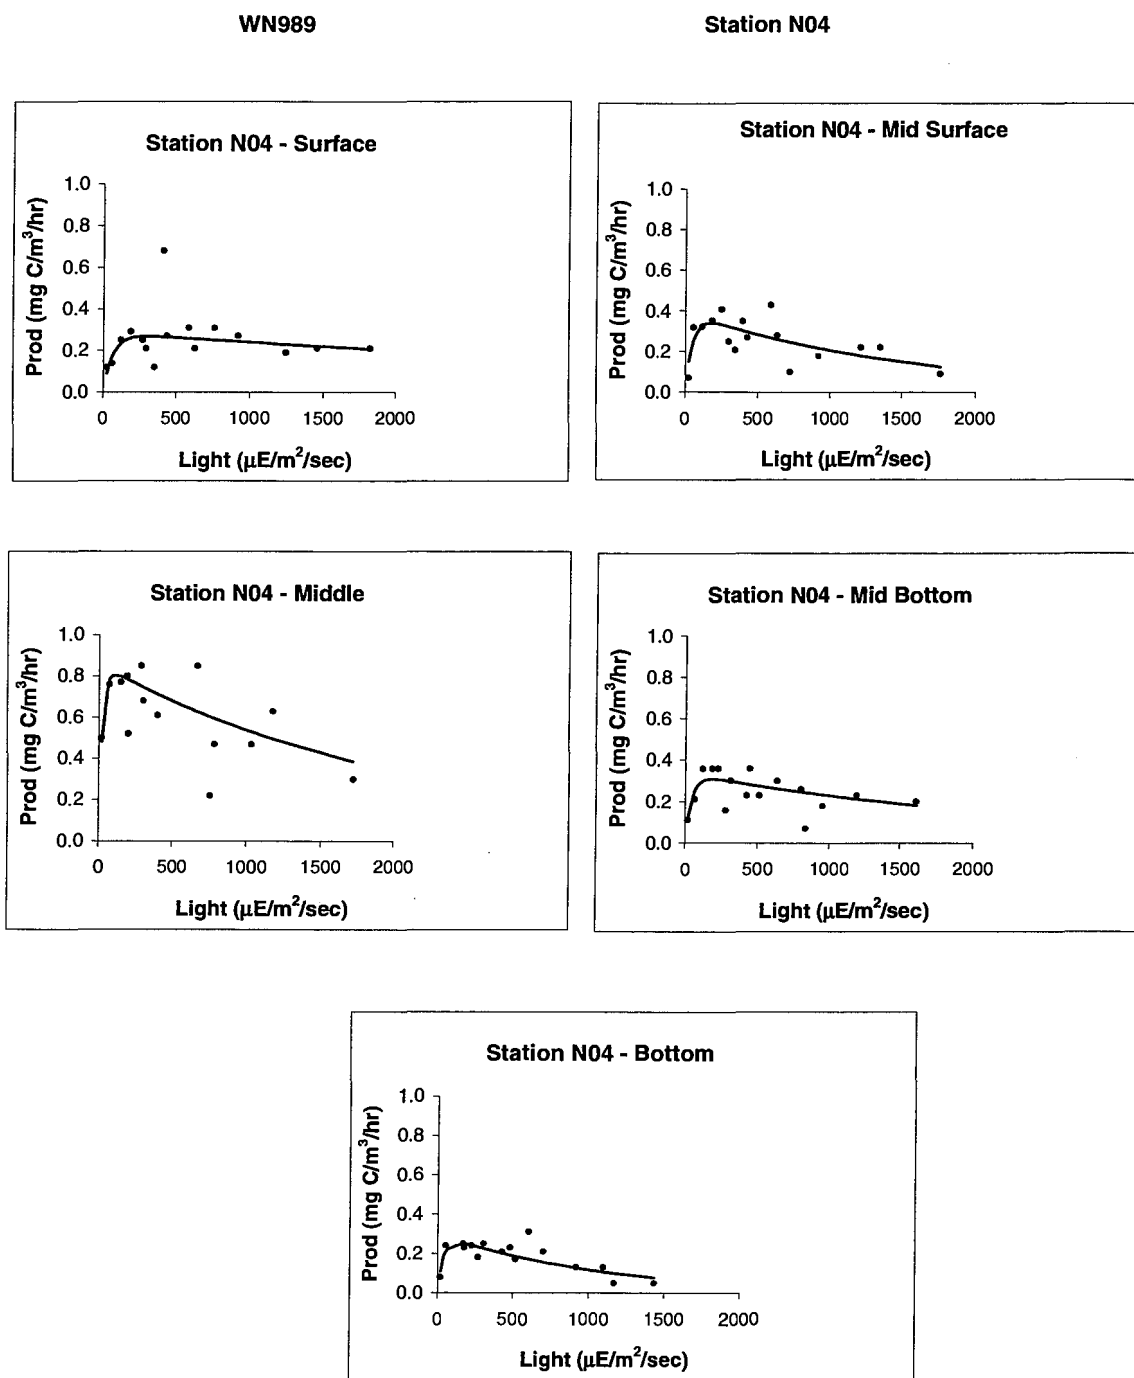 WN989 Station N04
Station N04 - Surface
1.0
0.8
0.6
0.4
0.2
0.0
Prod (mg C/m³/hr)
0 500 1000 1500 2000
Light (µE/m²/sec)
Station N04 - Mid Surface
1.0
0.8
0.6
0.4
0.2
0.0
Prod (mg C/m³/hr)
0 500 1000 1500 2000
Light (µE/m²/sec)
Station N04 - Middle
1.0
0.8
0.6
0.4
0.2
0.0
Prod (mg C/m³/hr)
0 500 1000 1500 2000
Light (µE/m²/sec)
Station N04 - Mid Bottom
1.0
0.8
0.6
0.4
0.2
0.0
Prod (mg C/m³/hr)
0 500 1000 1500 2000
Light (µE/m²/sec)
Station N04 - Bottom
1.0
0.8
0.6
0.4
0.2
0.0
Prod (mg C/m³/hr)
0 500 1000 1500 2000
Light (µE/m²/sec)